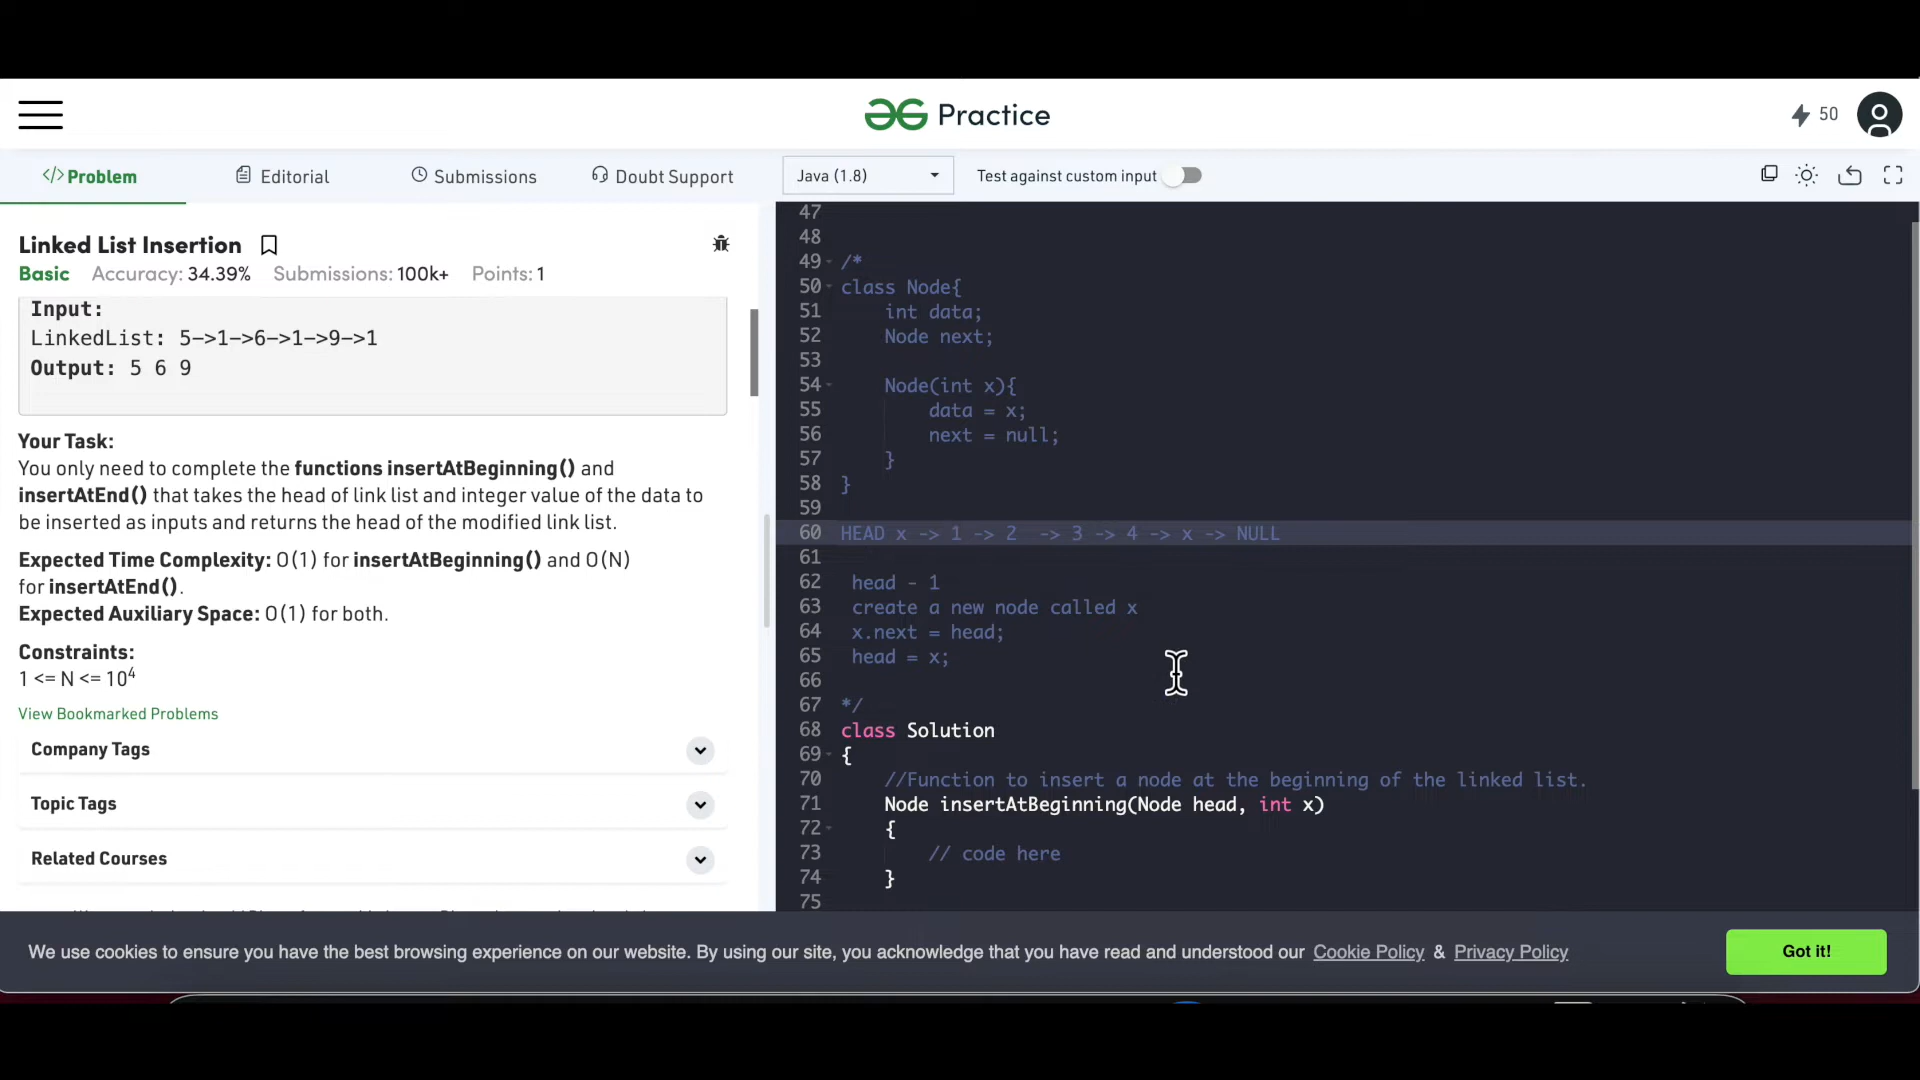 Practice
50
</>Problem
Editorial
Submissions
Doubt Support
Java (1.8)
Test against custom input
Linked List Insertion
Basic Accuracy: 34.39% Submissions: 100k+ Points: 1
Input:
LinkedList: 5->1->6->1->9->1
Output: 5 6 9
Your Task:
You only need to complete the functions insertAtBeginning() and
insertAtEnd() that takes the head of link list and integer value of the data to
be inserted as inputs and returns the head of the modified link list.
Expected Time Complexity: O(1) for insertAtBeginning() and O(N)
for insertAtEnd().
Expected Auxiliary Space: O(1) for both.
Constraints:
1 <= N <= 10⁴
View Bookmarked Problems
Company Tags
Topic Tags
Related Courses
47
48
49 /*
50 class Node{
51 int data;
52 Node next;
53
54 Node(int x){
55 data = x;
56 next = null;
57 }
58 }
59
60 HEAD x -> 1 -> 2 -> 3 -> 4 -> x -> NULL
61
62 head - 1
63 create a new node called x
64 x.next = head;
65 head = x;
66
67 */
68 class Solution
69 {
70 //Function to insert a node at the beginning of the linked list.
71 Node insertAtBeginning(Node head, int x)
72 {
73 // code here
74 }
75
We use cookies to ensure you have the best browsing experience on our website. By using our site, you acknowledge that you have read and understood our Cookie Policy & Privacy Policy
Got it!